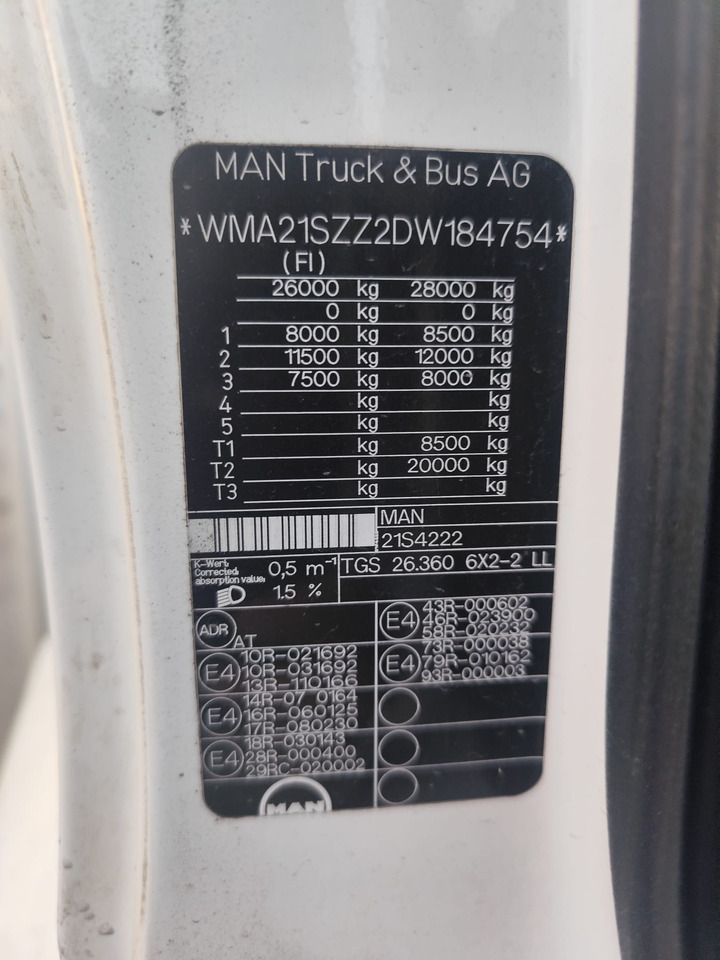 MAN Truck & Bus AG
*WMA21SZZ2DW184754*
(FI)
26000 kg 28000 kg
0 kg 0 kg
1 8000 kg 8500 kg
2 11500 kg 12000 kg
3 7500 kg 8000 kg
4 kg kg
5 kg kg
T1 kg 8500 kg
T2 kg 20000 kg
T3 kg kg
MAN
21S4222
K-Wert
Corrected
absorption value:
0,5 m⁻¹
1.5 %
TGS 26.360 6X2-2 LL
ADR AT
E4
10R-021692
10R-031692
13R-110166
E4
14R-07 0164
16R-060125
17R-080230
E4
18R-030143
28R-000400
29RC-020002
E4
43R-000602
46R-023900
58R-020232
E4
73R-000038
79R-010162
93R-000003
MAN